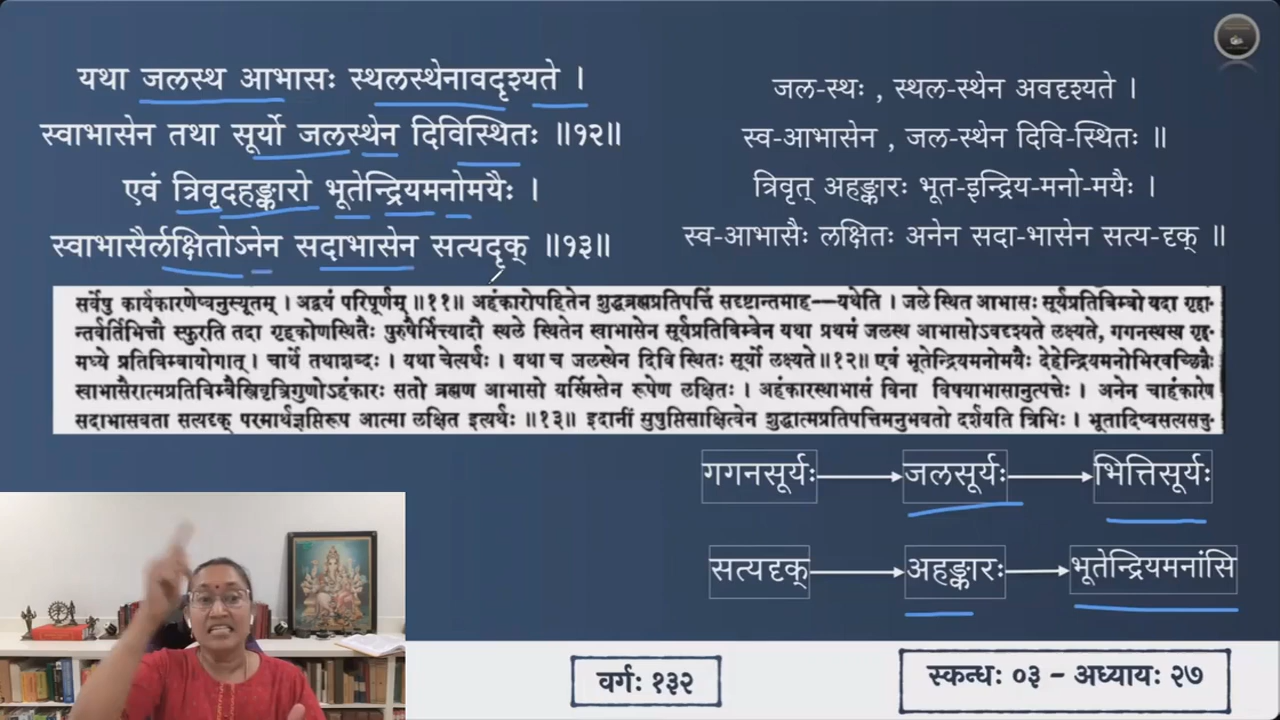 यथा जलस्थ आभासः स्थलस्थेनावदृश्यते ।
स्वाभासेन तथा सूर्यो जलस्थेन दिविस्थितः ॥१२॥
एवं त्रिवृदहङ्कारो भूतेन्द्रियमनोमयैः ।
स्वाभासैर्लक्षितोऽनेन सदाभासेन सत्यदृक् ॥१३॥
जल-स्थः , स्थल-स्थेन अवदृश्यते ।
स्व-आभासेन , जल-स्थेन दिवि-स्थितः ॥
त्रिवृत् अहङ्कारः भूत-इन्द्रिय-मनो-मयैः ।
स्व-आभासैः लक्षितः अनेन सदा-भासेन सत्य-दृक् ॥
सर्वेषु कार्यकारणेष्वनुस्यूतम् । अद्वयं परिपूर्णम् ॥११॥ अहंकारोपहितेन शुद्धब्रह्मप्रतिपत्तिं सदृष्टान्तमाह—यथेति । जले स्थित आभासः सूर्यप्रतिबिम्बो यदा गृहा-
न्तर्वर्तिभित्तौ स्फुरति तदा गृहकोणस्थितैः पुरुषैर्भित्त्यादौ स्थले स्थितेन स्वाभासेन सूर्यप्रतिबिम्बेन यथा प्रथमं जलस्थ आभासोऽवदृश्यते लक्ष्यते, गगनस्थस्य गृह-
मध्ये प्रतिबिम्बायोगात् । चार्थे तथाशब्दः । यथा चेत्यर्थः । यथा च जलस्थेन दिवि स्थितः सूर्यो लक्ष्यते ॥१२॥ एवं भूतेन्द्रियमनोमयैः देहेन्द्रियमनोभिरवच्छिन्नैः
स्वाभासैरात्मप्रतिबिम्बैस्त्रिवृत्रिगुणोऽहंकारः सतो ब्रह्मण आभासो यस्मिंस्तेन रूपेण लक्षितः । अहंकारस्थाभासं विना विषयाभासानुत्पत्तेः । अनेन चाहंकारेण
सदाभासवता सत्यदृक् परमार्थज्ञप्तिरूप आत्मा लक्षित इत्यर्थः ॥१३॥ इदानीं सुषुप्तिसाक्षित्वेन शुद्धात्मप्रतिपत्तिमनुभवतो दर्शयति त्रिभिः । भूतादिष्वसत्यसत्तु-
गगनसूर्यः जलसूर्यः भित्तिसूर्यः
सत्यदृक् अहङ्कारः भूतेन्द्रियमनांसि
वर्गः १३२
स्कन्धः ०३ - अध्यायः २७